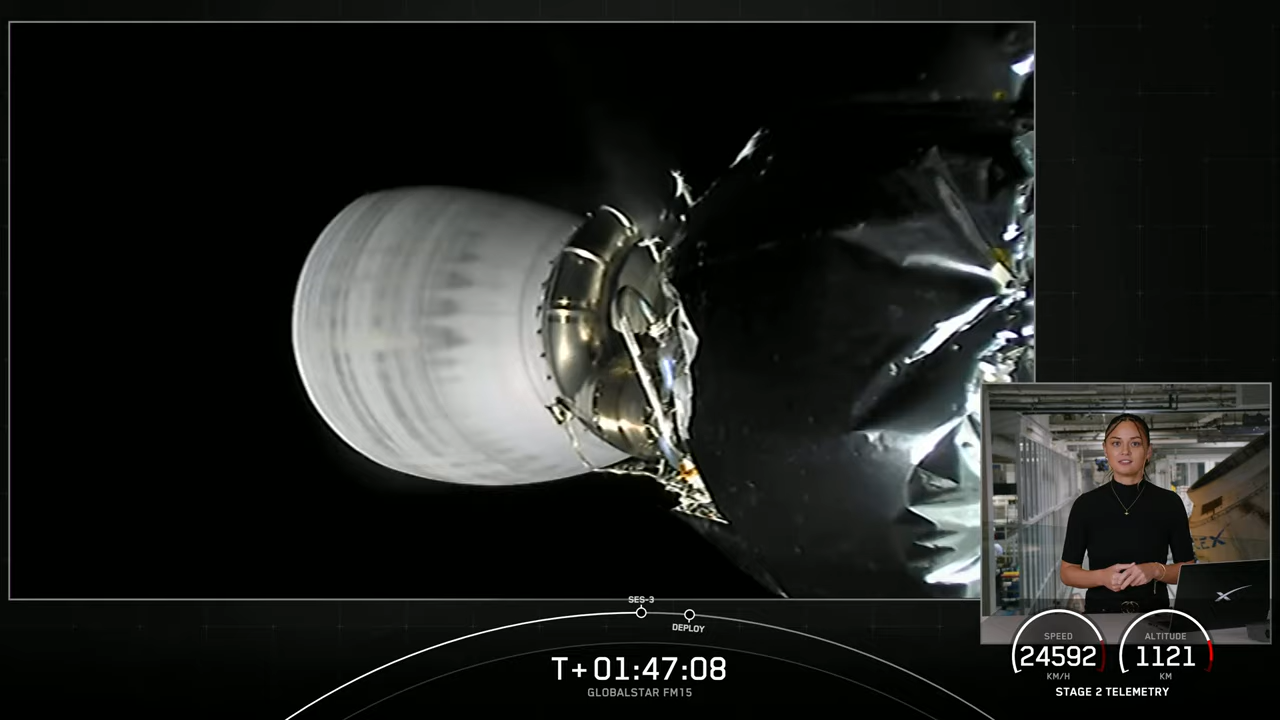 SES-3
DEPLOY
T+ 01:47:08
GLOBALSTAR FM15
SPEED
24592
KM/H
ALTITUDE
1121
KM
STAGE 2 TELEMETRY